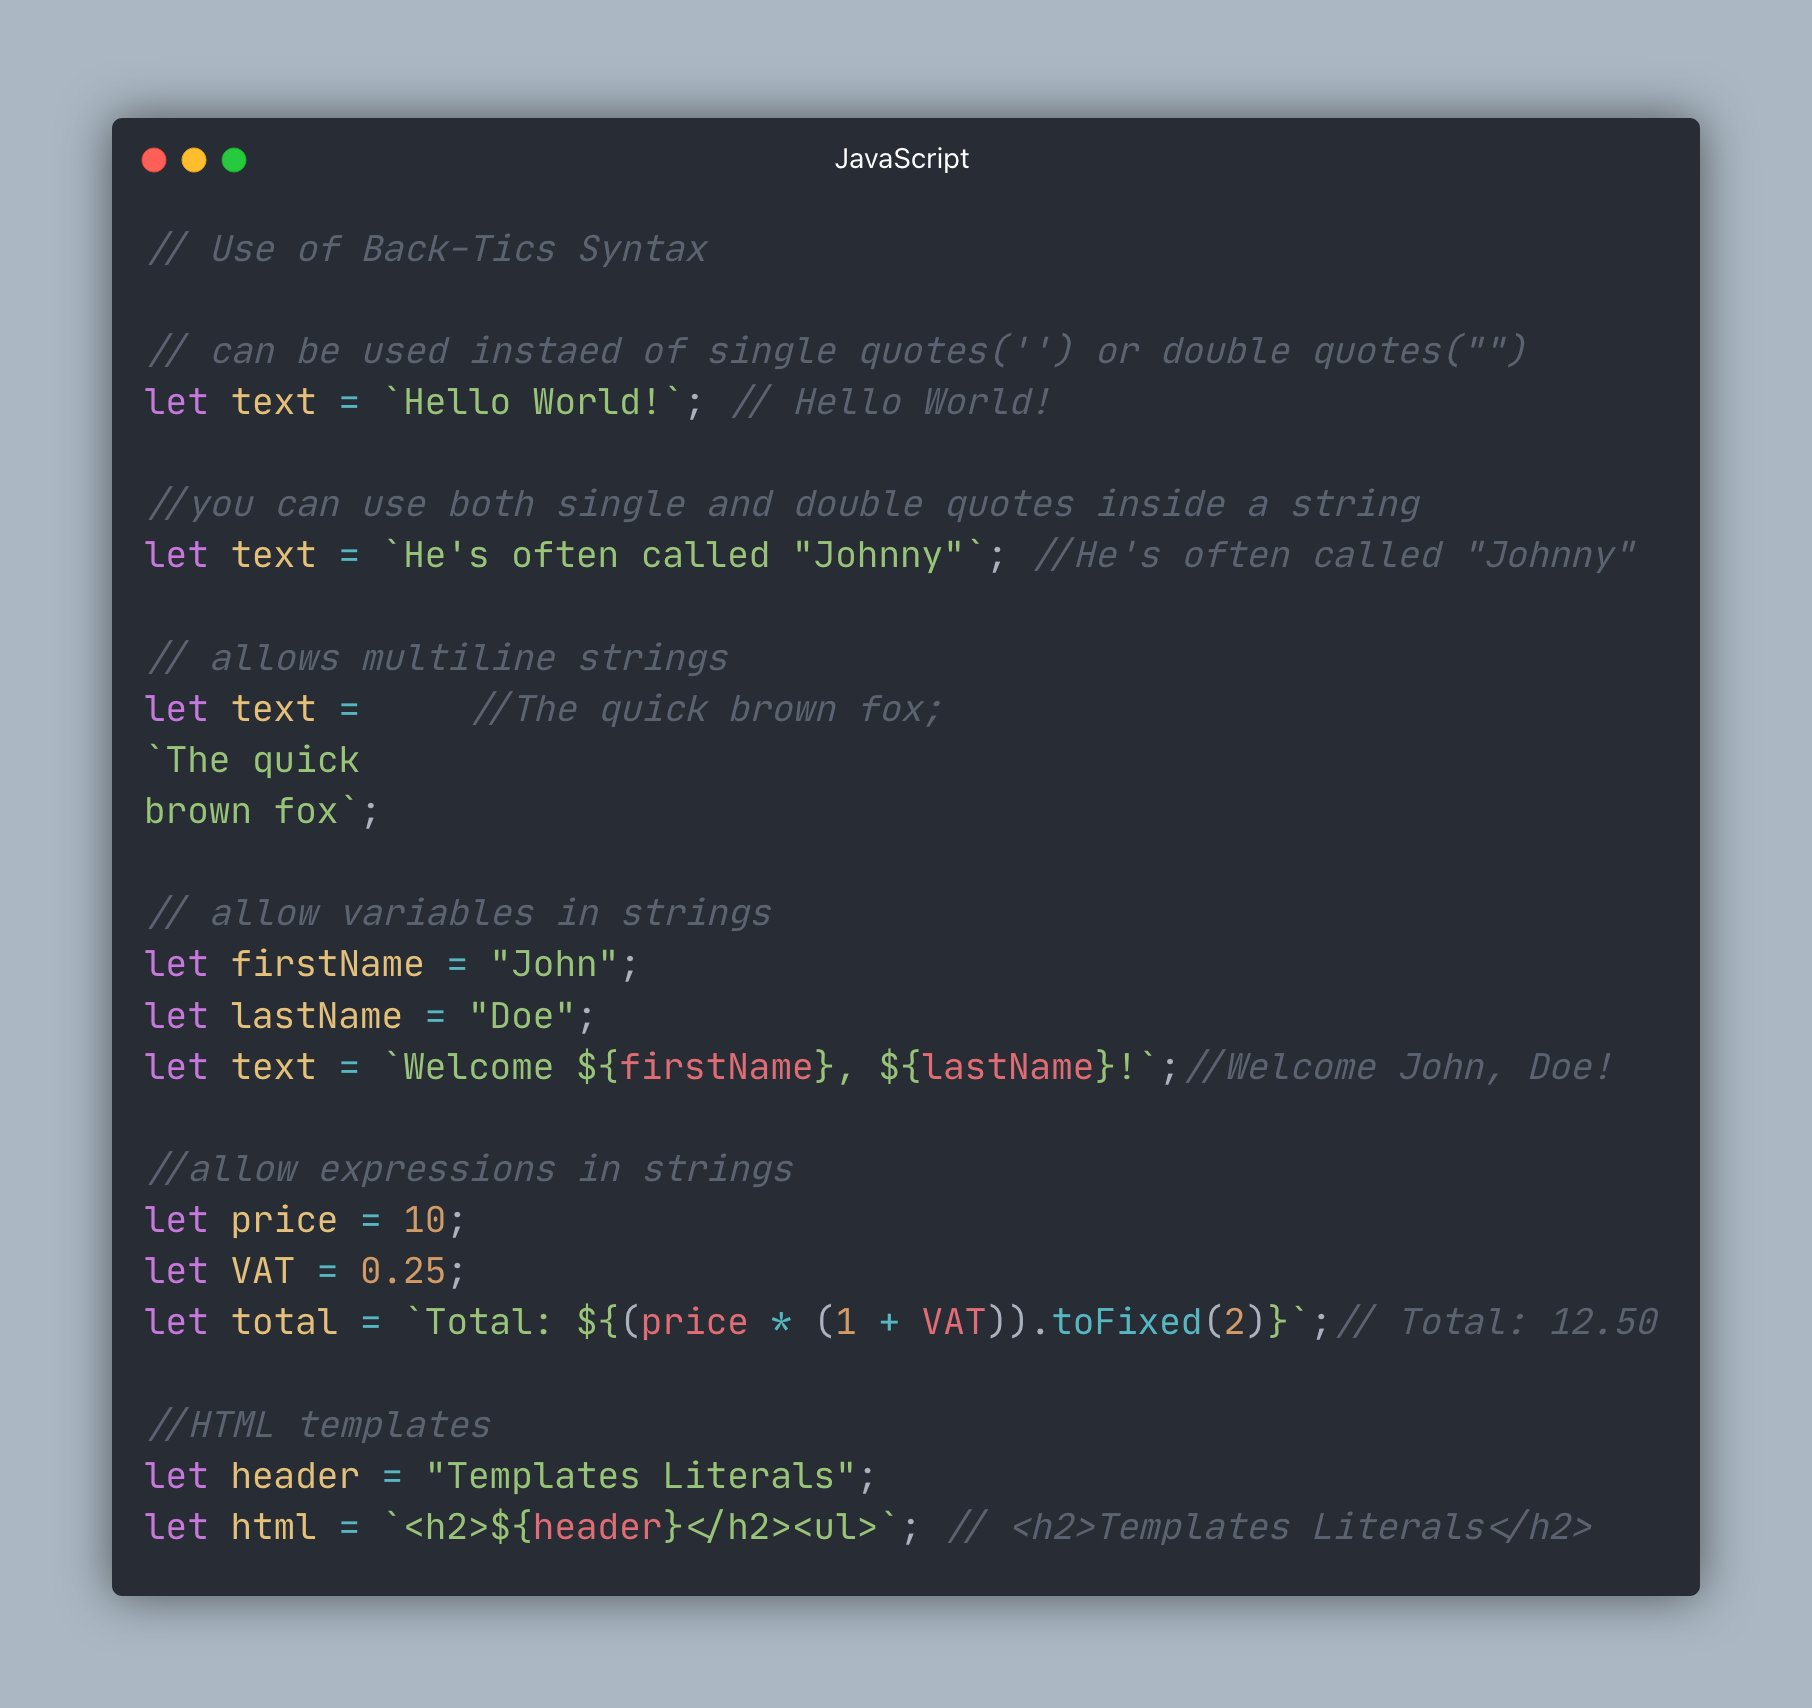 JavaScript
// Use of Back-Tics Syntax
// can be used instaed of single quotes('') or double quotes("")
let text = `Hello World!`; // Hello World!
//you can use both single and double quotes inside a string
let text = `He's often called "Johnny"`; //He's often called "Johnny"
// allows multiline strings
let text =     //The quick brown fox;
`The quick
brown fox`;
// allow variables in strings
let firstName = "John";
let lastName = "Doe";
let text = `Welcome ${firstName}, ${lastName}!`;//Welcome John, Doe!
//allow expressions in strings
let price = 10;
let VAT = 0.25;
let total = `Total: ${(price * (1 + VAT)).toFixed(2)}`;// Total: 12.50
//HTML templates
let header = "Templates Literals";
let html = `<h2>${header}</h2><ul>`; // <h2>Templates Literals</h2>